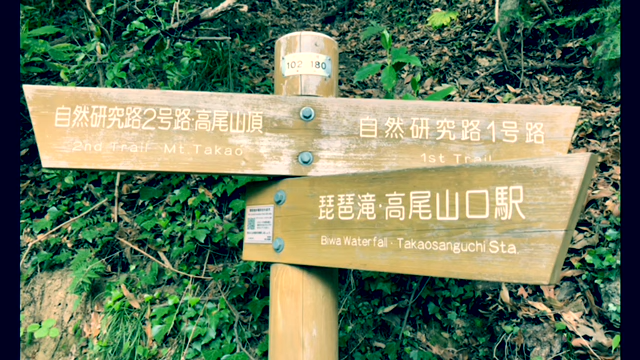 102-180
自然研究路2号路・高尾山頂
2nd Trail・Mt.Takao
自然研究路1号路
1st Trail
琵琶滝・高尾山口駅
Biwa Waterfall・Takaosanguchi Sta